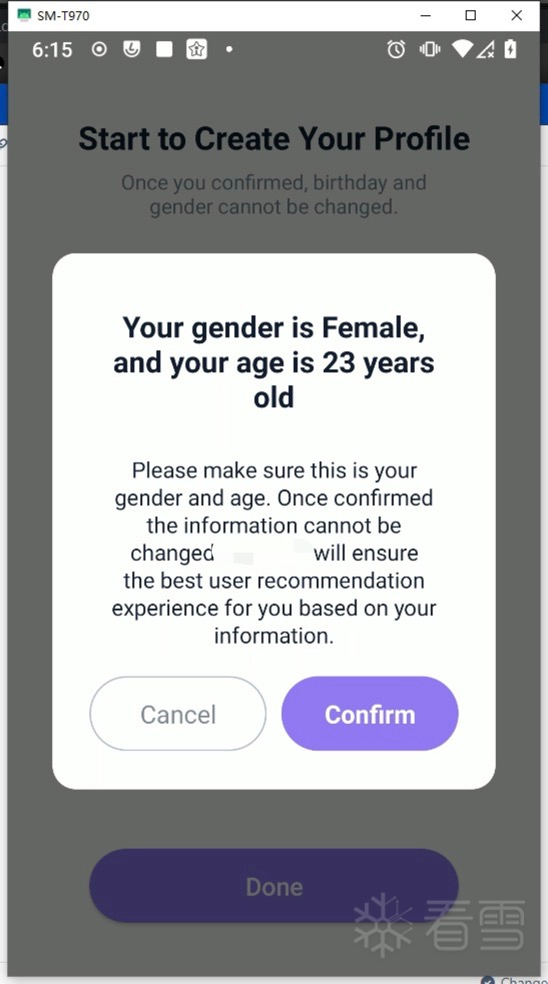 SM-T970
6:15
Start to Create Your Profile
Once you confirmed, birthday and
gender cannot be changed.
Your gender is Female,
and your age is 23 years
old
Please make sure this is your
gender and age. Once confirmed
the information cannot be
changed will ensure
the best user recommendation
experience for you based on your
information.
Cancel
Confirm
Done
看雪
Change